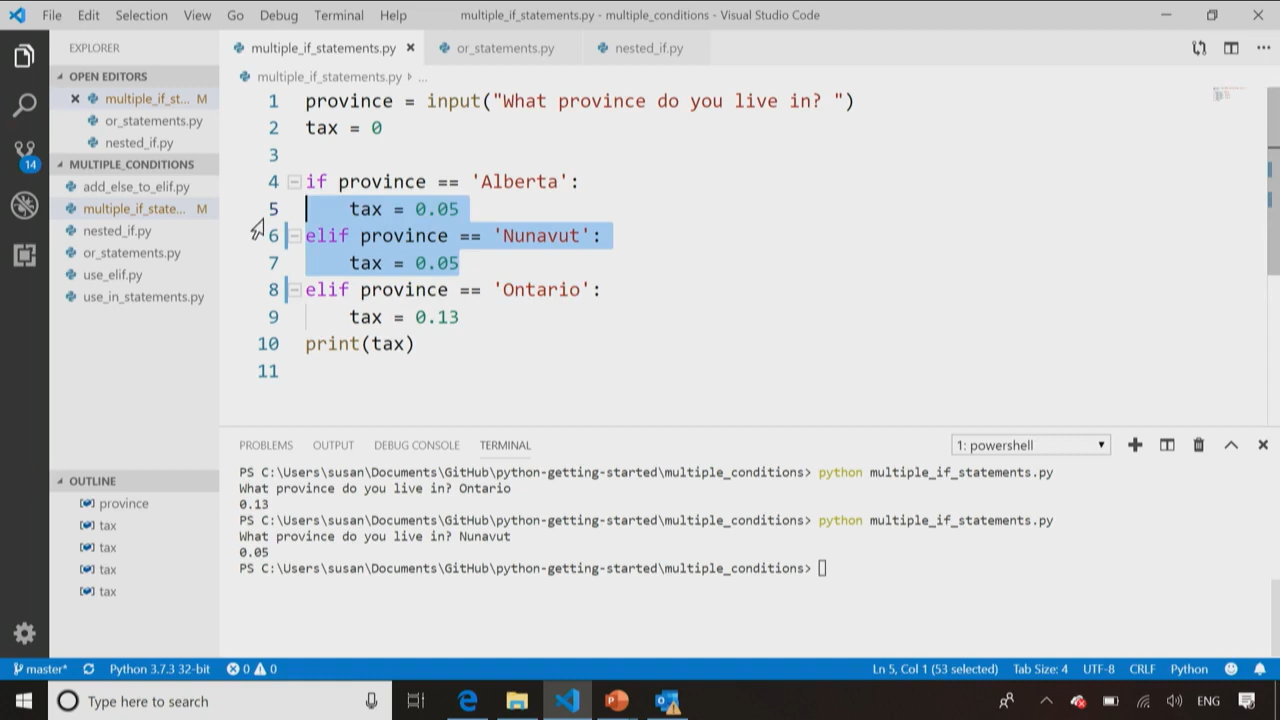 File Edit Selection View Go Debug Terminal Help
multiple_if_statements.py - multiple_conditions - Visual Studio Code
EXPLORER
OPEN EDITORS
multiple_if_st... M
or_statements.py
nested_if.py
MULTIPLE_CONDITIONS
add_else_to_elif.py
multiple_if_state... M
nested_if.py
or_statements.py
use_elif.py
use_in_statements.py
OUTLINE
province
tax
tax
tax
tax
14
multiple_if_statements.py or_statements.py nested_if.py
multiple_if_statements.py ...
1 province = input("What province do you live in? ")
2 tax = 0
3
4 if province == 'Alberta':
5 tax = 0.05
6 elif province == 'Nunavut':
7 tax = 0.05
8 elif province == 'Ontario':
9 tax = 0.13
10 print(tax)
11
PROBLEMS OUTPUT DEBUG CONSOLE TERMINAL 1: powershell
PS C:\Users\susan\Documents\GitHub\python-getting-started\multiple_conditions> python multiple_if_statements.py
What province do you live in? Ontario
0.13
PS C:\Users\susan\Documents\GitHub\python-getting-started\multiple_conditions> python multiple_if_statements.py
What province do you live in? Nunavut
0.05
PS C:\Users\susan\Documents\GitHub\python-getting-started\multiple_conditions>
master* Python 3.7.3 32-bit 0 0 Ln 5, Col 1 (53 selected) Tab Size: 4 UTF-8 CRLF Python
Type here to search ENG